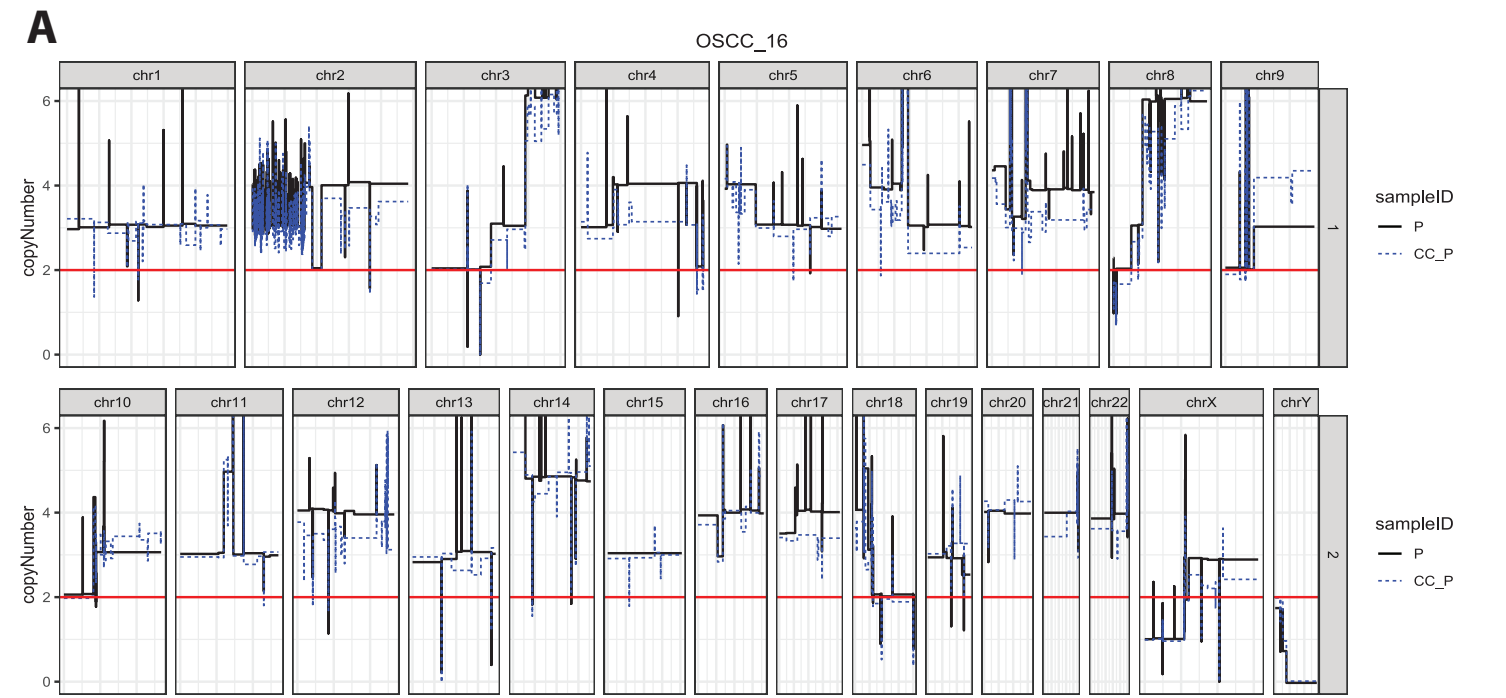 A
OSCC_16
chr1 chr2 chr3 chr4 chr5 chr6 chr7 chr8 chr9
copyNumber
6
4
2
0
1
sampleID
P
CC_P
chr10 chr11 chr12 chr13 chr14 chr15 chr16 chr17 chr18 chr19 chr20 chr21 chr22 chrX chrY
copyNumber
6
4
2
0
2
sampleID
P
CC_P